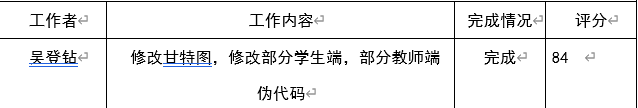 工作者 工作内容 完成情况 评分
吴登钻 修改甘特图，修改部分学生端，部分教师端 完成 84
伪代码